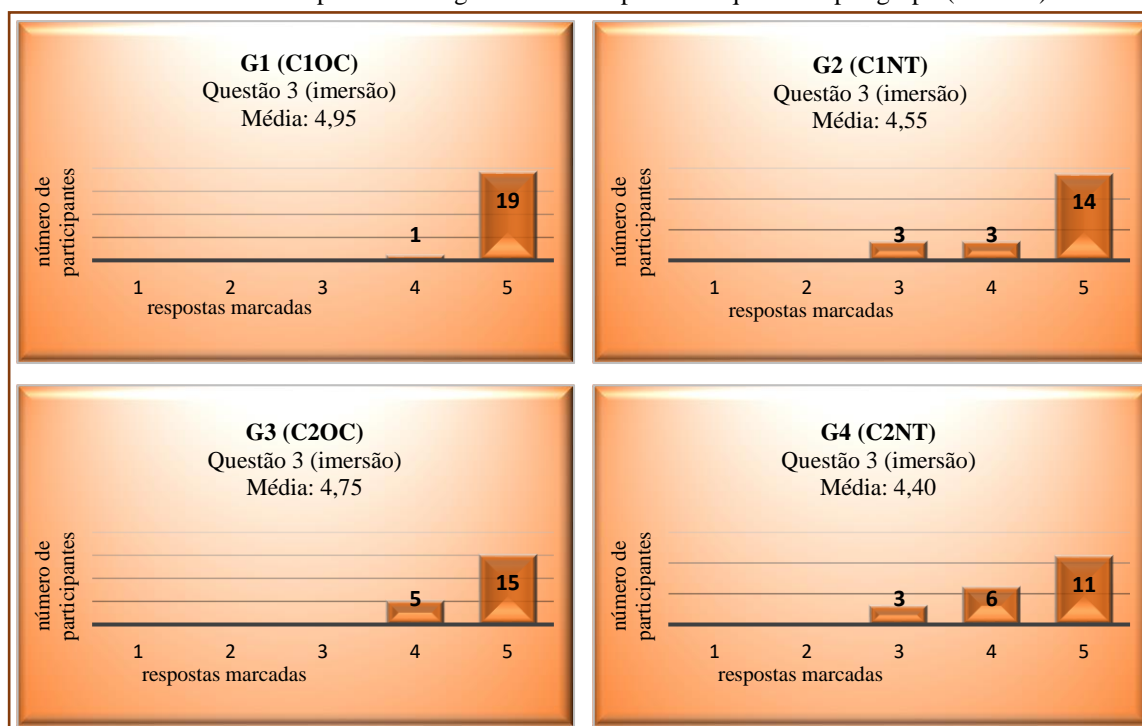 G1 (C1OC)
Questão 3 (imersão)
Média: 4,95
número de
participantes
1
19
1 2 3 4 5
respostas marcadas
G2 (C1NT)
Questão 3 (imersão)
Média: 4,55
número de
participantes
3 3 14
1 2 3 4 5
respostas marcadas
G3 (C2OC)
Questão 3 (imersão)
Média: 4,75
número de
participantes
5 15
1 2 3 4 5
respostas marcadas
G4 (C2NT)
Questão 3 (imersão)
Média: 4,40
número de
participantes
3 6 11
1 2 3 4 5
respostas marcadas